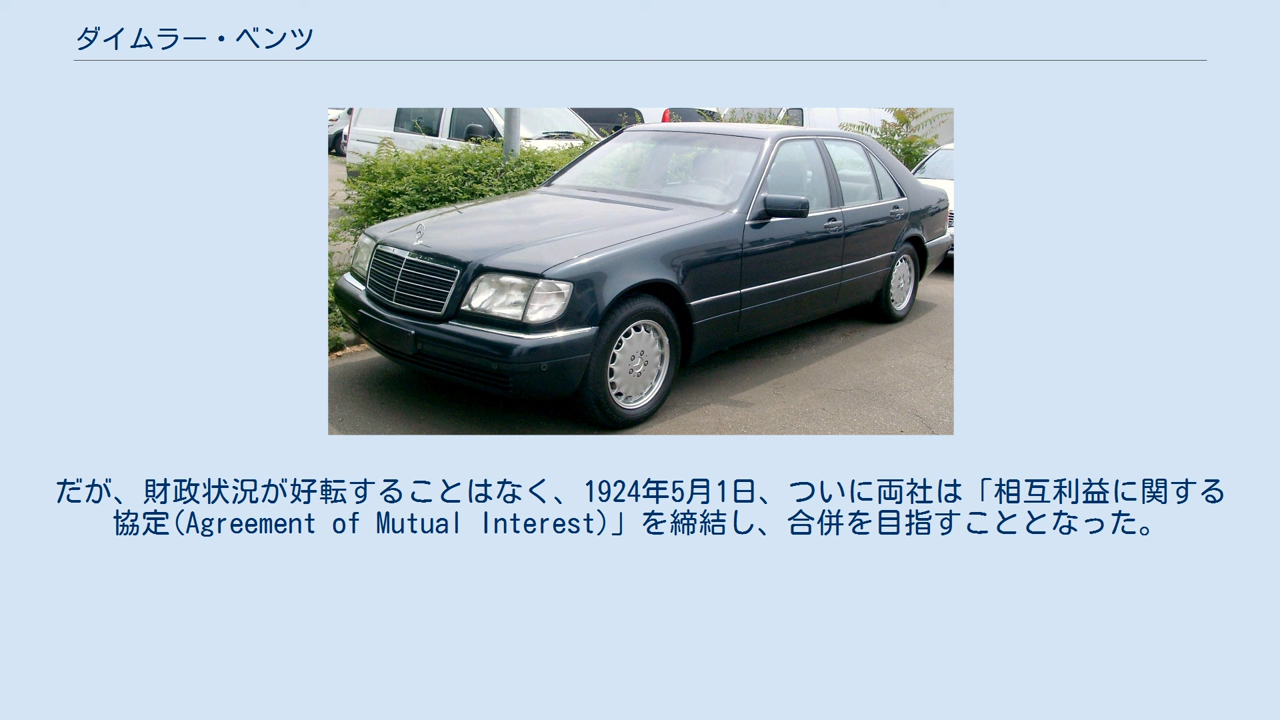 ダイムラー・ベンツ
だが、財政状況が好転することはなく、1924年5月1日、ついに両社は「相互利益に関する
協定(Agreement of Mutual Interest)」を締結し、合併を目指すこととなった。